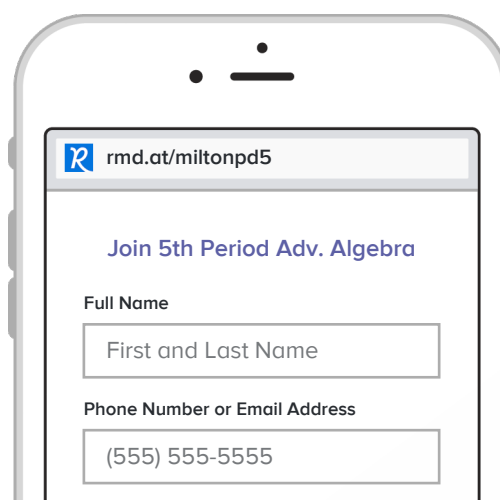 R rmd.at/miltonpd5
Join 5th Period Adv. Algebra
Full Name
First and Last Name
Phone Number or Email Address
(555) 555-5555